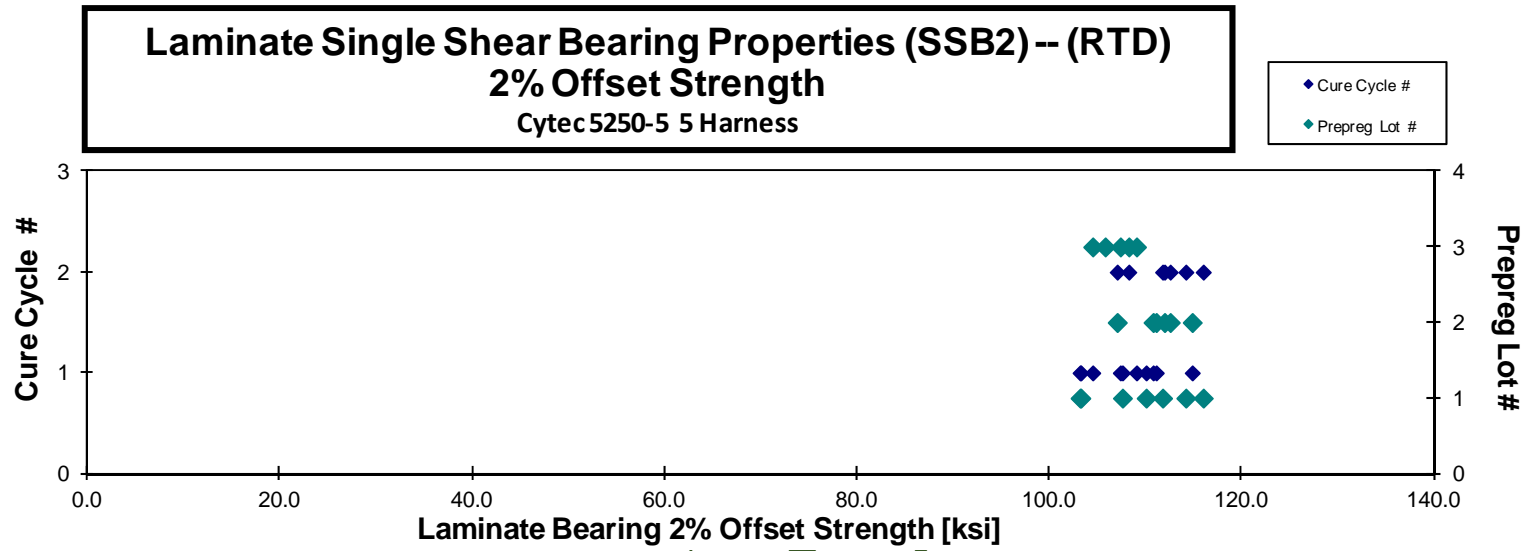 Laminate Single Shear Bearing Properties (SSB2) -- (RTD)
2% Offset Strength
Cytec 5250-5 5 Harness
Cure Cycle #
Prepreg Lot #
3
2
1
0
Cure Cycle #
4
3
2
1
0
Prepreg Lot #
0.0 20.0 40.0 60.0 80.0 100.0 120.0 140.0
Laminate Bearing 2% Offset Strength [ksi]